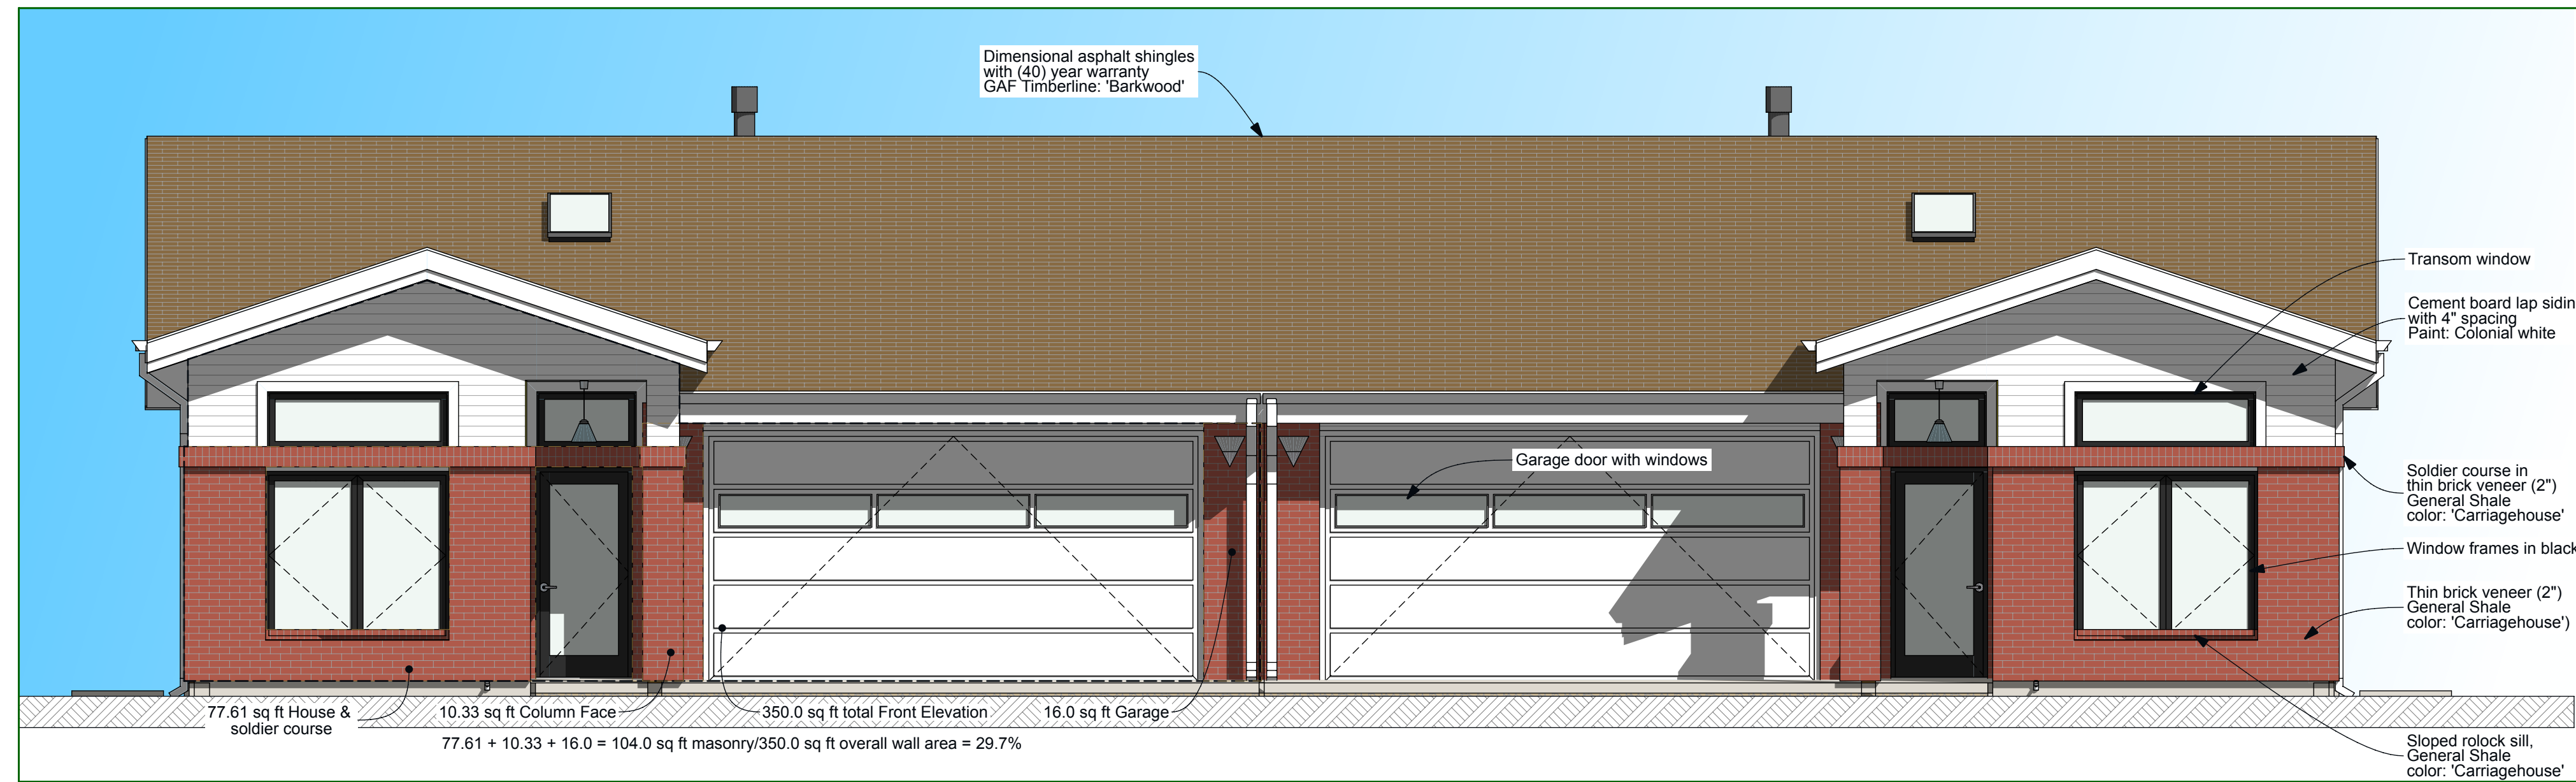 Dimensional asphalt shingles
with (40) year warranty
GAF Timberline: 'Barkwood'
Transom window
Cement board lap sidin
with 4" spacing
Paint: Colonial white
Garage door with windows
Soldier course in
thin brick veneer (2")
General Shale
color: 'Carriagehouse'
Window frames in black
Thin brick veneer (2")
General Shale
color: 'Carriagehouse')
77.61 sq ft House &
soldier course
10.33 sq ft Column Face
350.0 sq ft total Front Elevation
16.0 sq ft Garage
77.61 + 10.33 + 16.0 = 104.0 sq ft masonry/350.0 sq ft overall wall area = 29.7%
Sloped rolock sill,
General Shale
color: 'Carriagehouse'